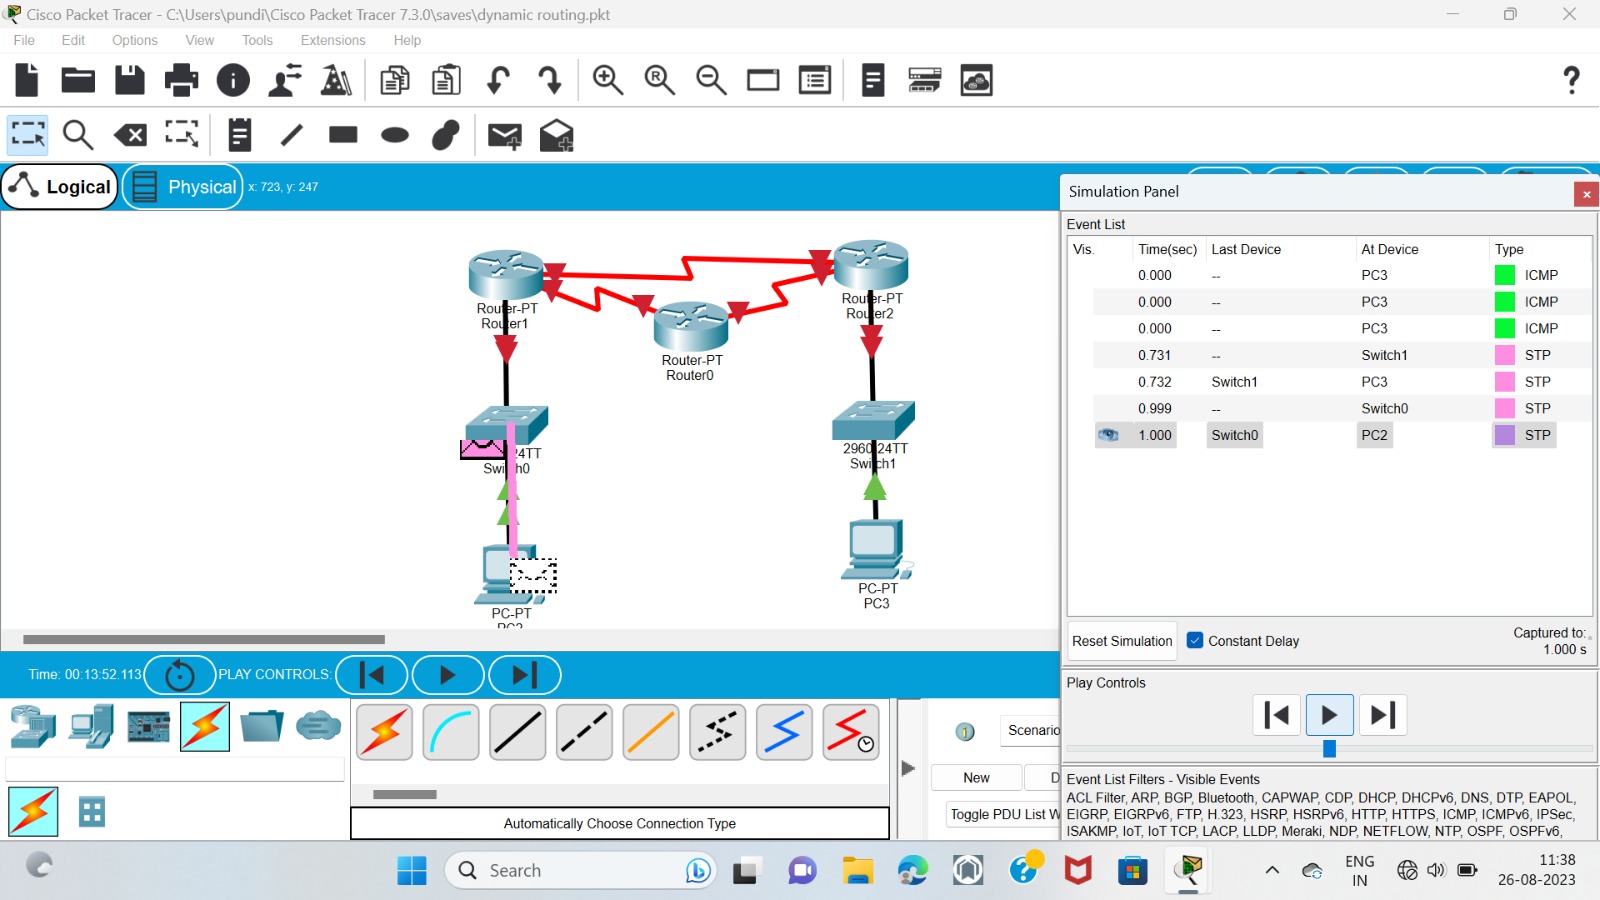 Cisco Packet Tracer - C:\Users\pundi\Cisco Packet Tracer 7.3.0\saves\dynamic routing.pkt
File Edit Options View Tools Extensions Help
R
?
Logical Physical x: 723, y: 247
Simulation Panel
Event List
Vis. Time(sec) Last Device At Device Type
0.000 -- PC3 ICMP
0.000 -- PC3 ICMP
0.000 -- PC3 ICMP
0.731 -- Switch1 STP
0.732 Switch1 PC3 STP
0.999 -- Switch0 STP
1.000 Switch0 PC2 STP
Router-PT
Router1
Router-PT
Router2
Router-PT
Router0
24TT
Switch0
2960-24TT
Switch1
PC-PT
PC2
PC-PT
PC3
Reset Simulation Constant Delay Captured to:
1.000 s
Time: 00:13:52.113 PLAY CONTROLS:
Play Controls
Scenario
New D
Toggle PDU List W
Automatically Choose Connection Type
Event List Filters - Visible Events
ACL Filter, ARP, BGP, Bluetooth, CAPWAP, CDP, DHCP, DHCPv6, DNS, DTP, EAPOL,
EIGRP, EIGRPv6, FTP, H.323, HSRP, HSRPv6, HTTP, HTTPS, ICMP, ICMPv6, IPSec,
ISAKMP, IoT, IoT TCP, LACP, LLDP, Meraki, NDP, NETFLOW, NTP, OSPF, OSPFv6,
Search
ENG
IN
11:38
26-08-2023